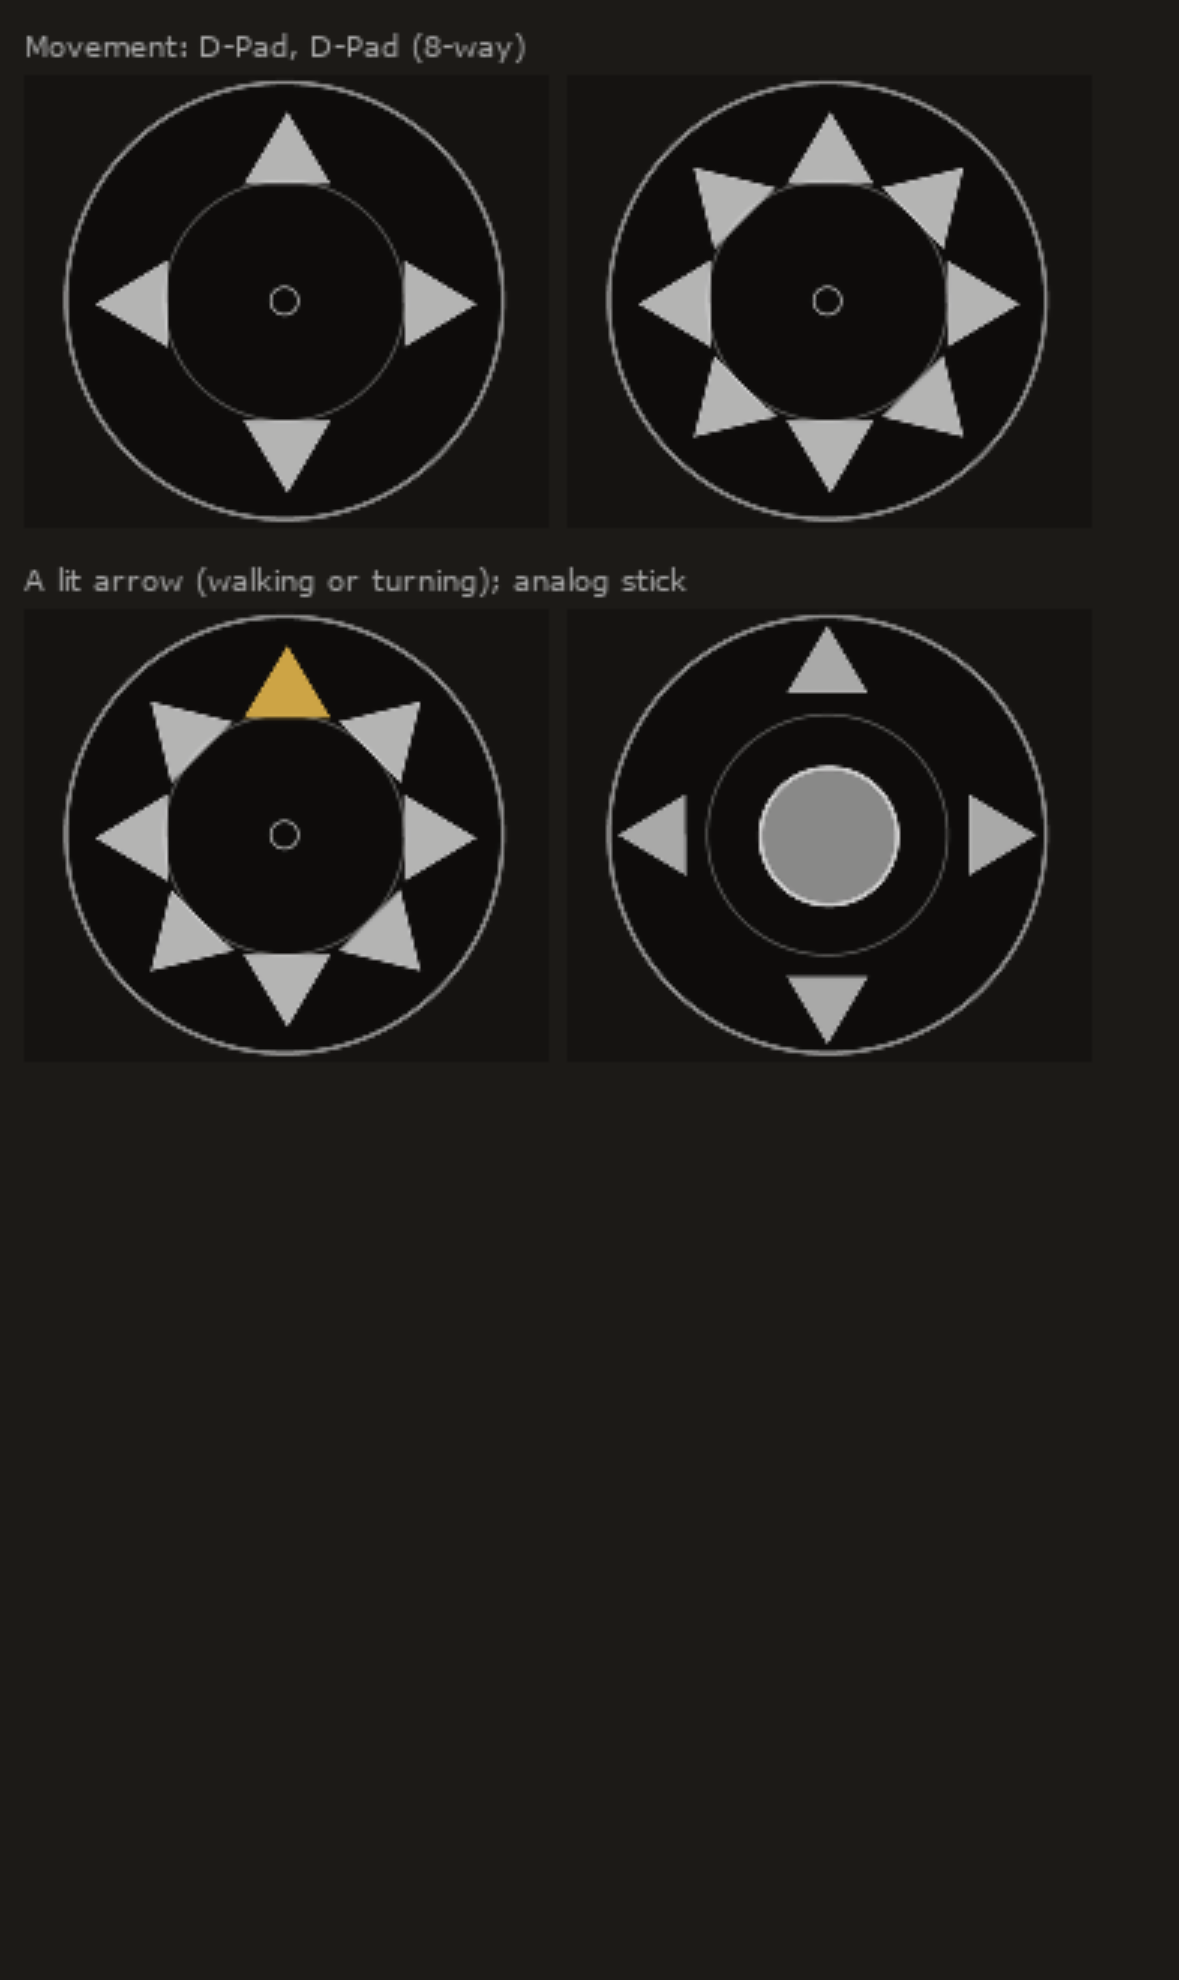 Movement: D-Pad, D-Pad (8-way)
A lit arrow (walking or turning); analog stick